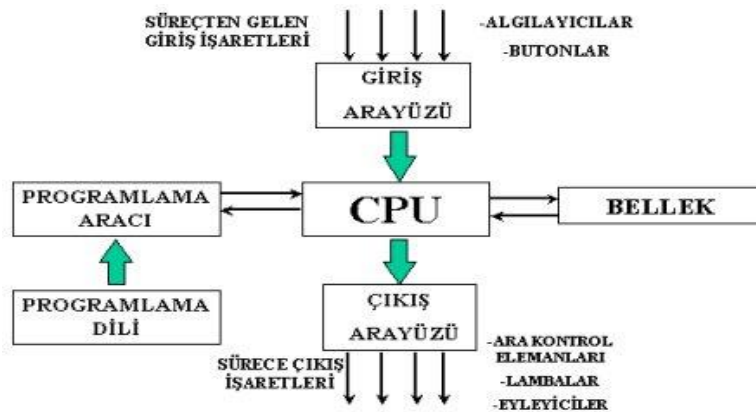 SÜREÇTEN GELEN
GİRİŞ İŞARETLERİ
-ALGILAYICILAR
-BUTONLAR
GİRİŞ
ARAYÜZÜ
PROGRAMLAMA
ARACI
CPU
BELLEK
PROGRAMLAMA
DİLİ
ÇIKIŞ
ARAYÜZÜ
SÜRECE ÇIKIŞ
İŞARETLERİ
-ARA KONTROL
ELEMANLARI
-LAMBALAR
-EYLEYİCİLER